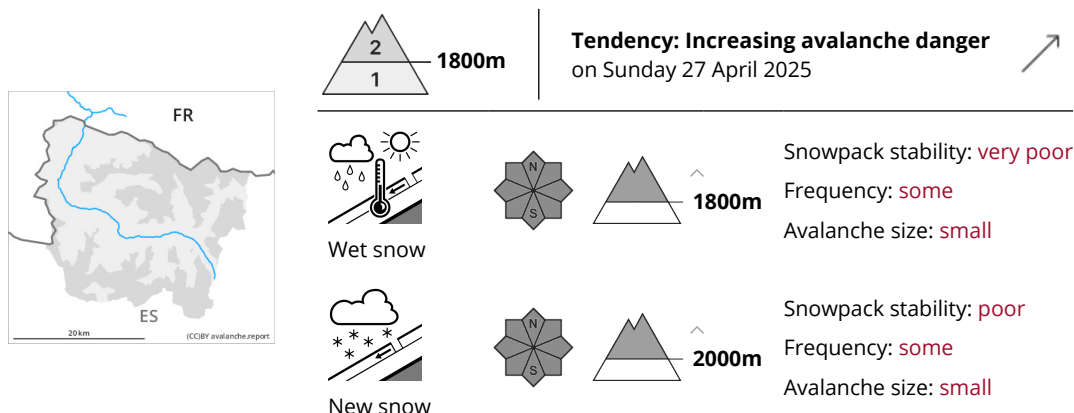 2
1
1800m
Tendency: Increasing avalanche danger
on Sunday 27 April 2025
FR
ES
20 km
(CC)BY avalanche.report
N
S
1800m
Snowpack stability: very poor
Frequency: some
Avalanche size: small
Wet snow
N
S
2000m
Snowpack stability: poor
Frequency: some
Avalanche size: small
New snow